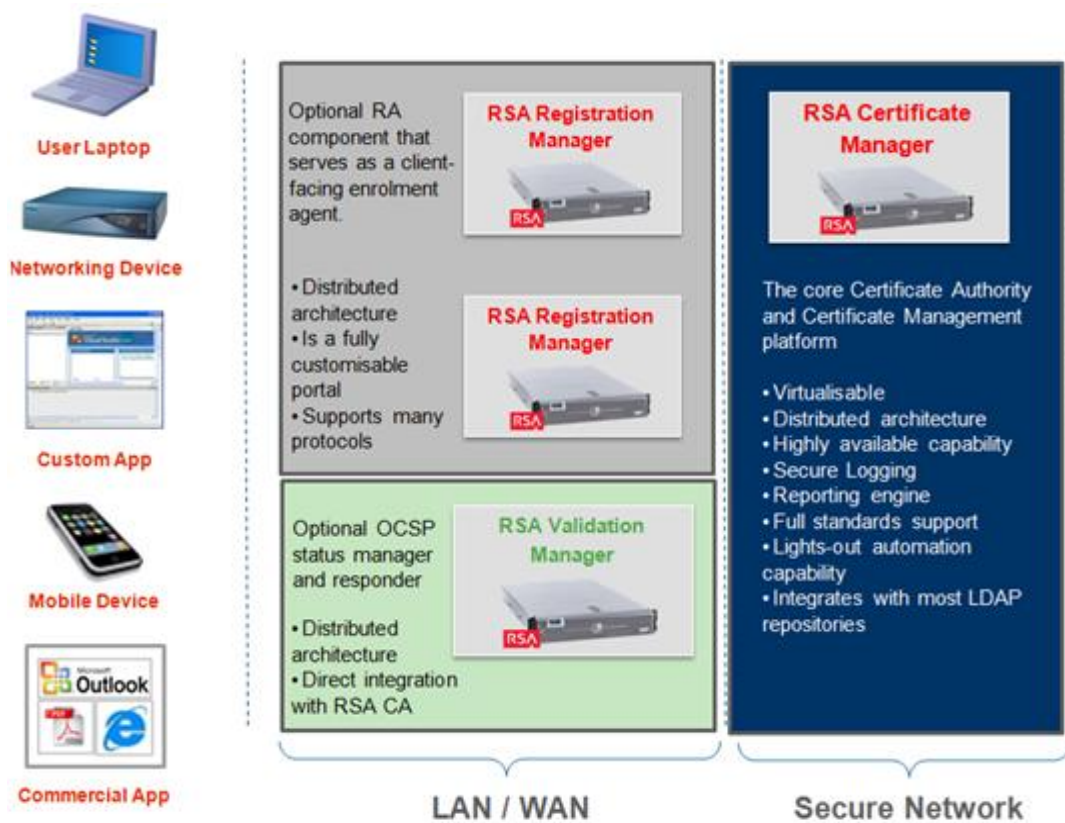 User Laptop
Networking Device
Custom App
Mobile Device
Microsoft
Outlook
PDF
Commercial App
Optional RA
component that
serves as a client-
facing enrolment
agent.
• Distributed
architecture
• Is a fully
customisable
portal
• Supports many
protocols
RSA Registration
Manager
RSA
RSA Registration
Manager
RSA
Optional OCSP
status manager
and responder
• Distributed
architecture
• Direct integration
with RSA CA
RSA Validation
Manager
RSA
LAN / WAN
RSA Certificate
Manager
RSA
The core Certificate Authority
and Certificate Management
platform
• Virtualisable
• Distributed architecture
• Highly available capability
• Secure Logging
• Reporting engine
• Full standards support
• Lights-out automation
capability
• Integrates with most LDAP
repositories
Secure Network